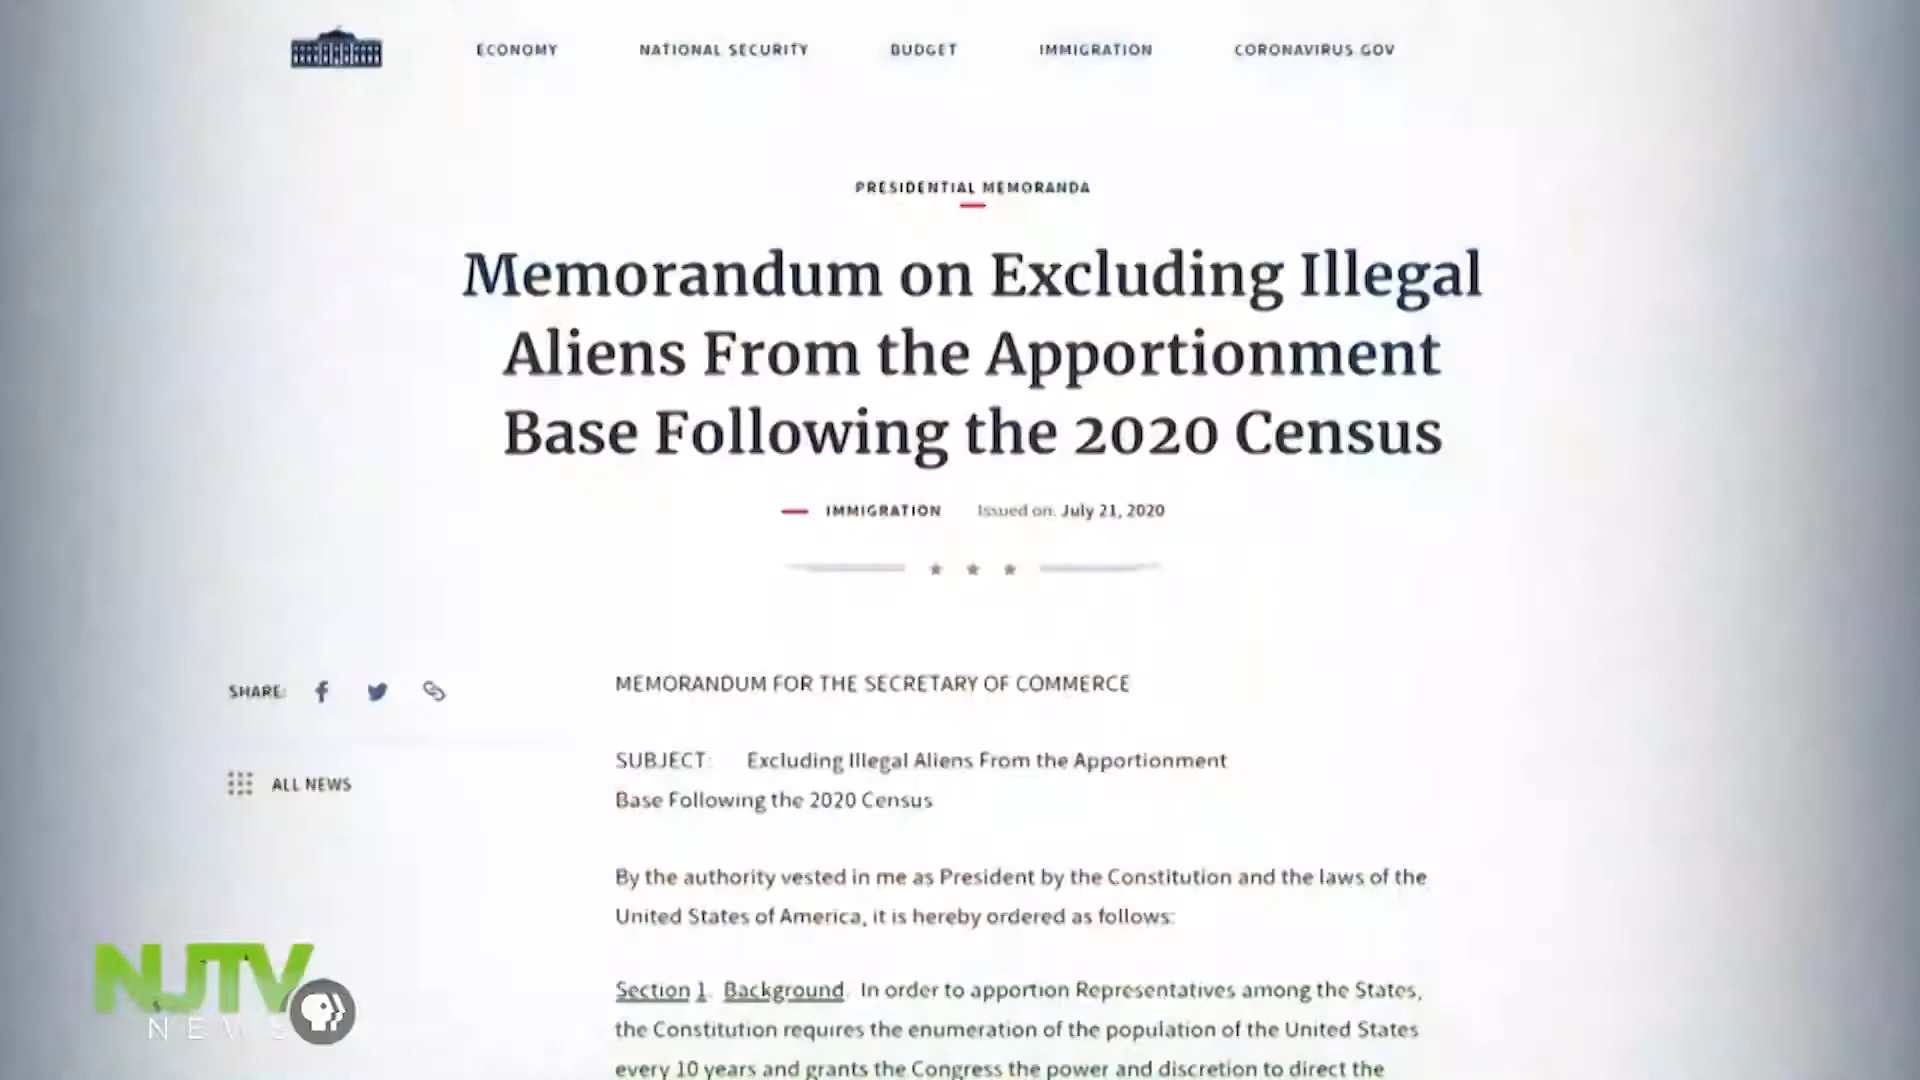 ECONOMY NATIONAL SECURITY BUDGET IMMIGRATION CORONAVIRUS.GOV
PRESIDENTIAL MEMORANDA
Memorandum on Excluding Illegal
Aliens From the Apportionment
Base Following the 2020 Census
IMMIGRATION Issued on: July 21, 2020
SHARE:
ALL NEWS
MEMORANDUM FOR THE SECRETARY OF COMMERCE
SUBJECT: Excluding Illegal Aliens From the Apportionment
Base Following the 2020 Census
By the authority vested in me as President by the Constitution and the laws of the
United States of America, it is hereby ordered as follows:
Section 1. Background. In order to apportion Representatives among the States,
the Constitution requires the enumeration of the population of the United States
every 10 years and grants the Congress the power and discretion to direct the
NJTV
NEWS